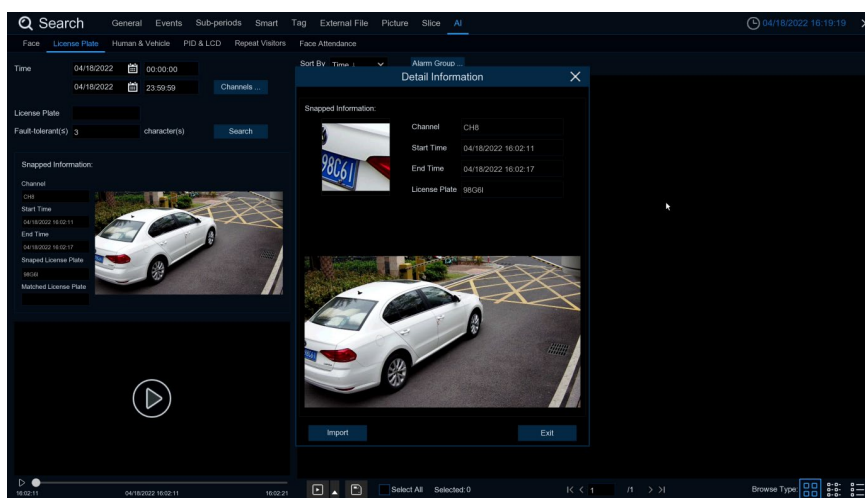 Search General Events Sub-periods Smart Tag External File Picture Slice AI 04/18/2022 16:19:19
Face License Plate Human & Vehicle PID & LCD Repeat Visitors Face Attendance
Time 04/18/2022 00:00:00
04/18/2022 23:59:59 Channels ...
License Plate
Fault-tolerant(s) 3 character(s) Search
Snapped Information:
Channel
CH8
Start Time
04/18/2022 16:02:11
End Time
04/18/2022 16:02:17
Snaped License Plate
98G6I
Matched License Plate
16:02:11 04/18/2022 16:02:11 16:02:21
Sort By Time ↓ Alarm Group ...
Detail Information
Snapped Information:
98C61
Channel CH8
Start Time 04/18/2022 16:02:11
End Time 04/18/2022 16:02:17
License Plate 98G6I
Import Exit
Select All Selected: 0 1 /1 Browse Type: